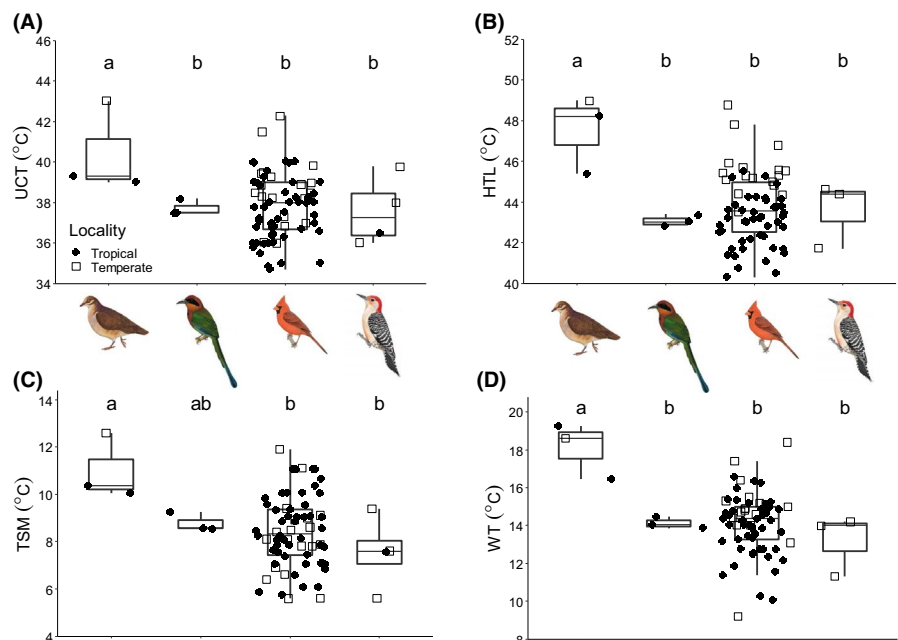 (A)
46
44
42
40
38
36
34
UCT (°C)
a b b b
Locality
Tropical
Temperate
(B)
52
50
48
46
44
42
40
HTL (°C)
a b b b
(C)
14
12
10
8
6
4
TSM (°C)
a ab b b
(D)
20
18
16
14
12
10
8
WT (°C)
a b b b